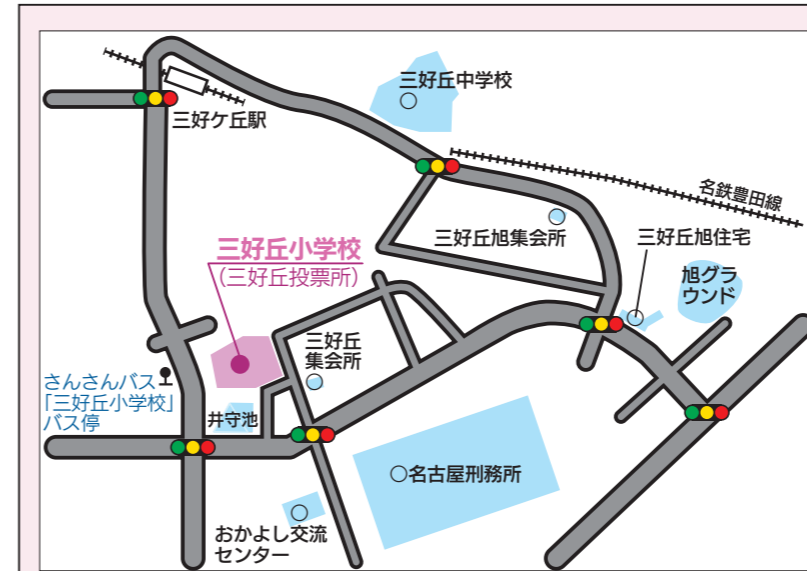 三好丘中学校
三好ケ丘駅
名鉄豊田線
三好丘旭集会所
三好丘旭住宅
三好丘小学校
(三好丘投票所)
旭グラ
ウンド
三好丘
集会所
さんさんバス
「三好丘小学校」
バス停
井守池
名古屋刑務所
おかよし交流
センター